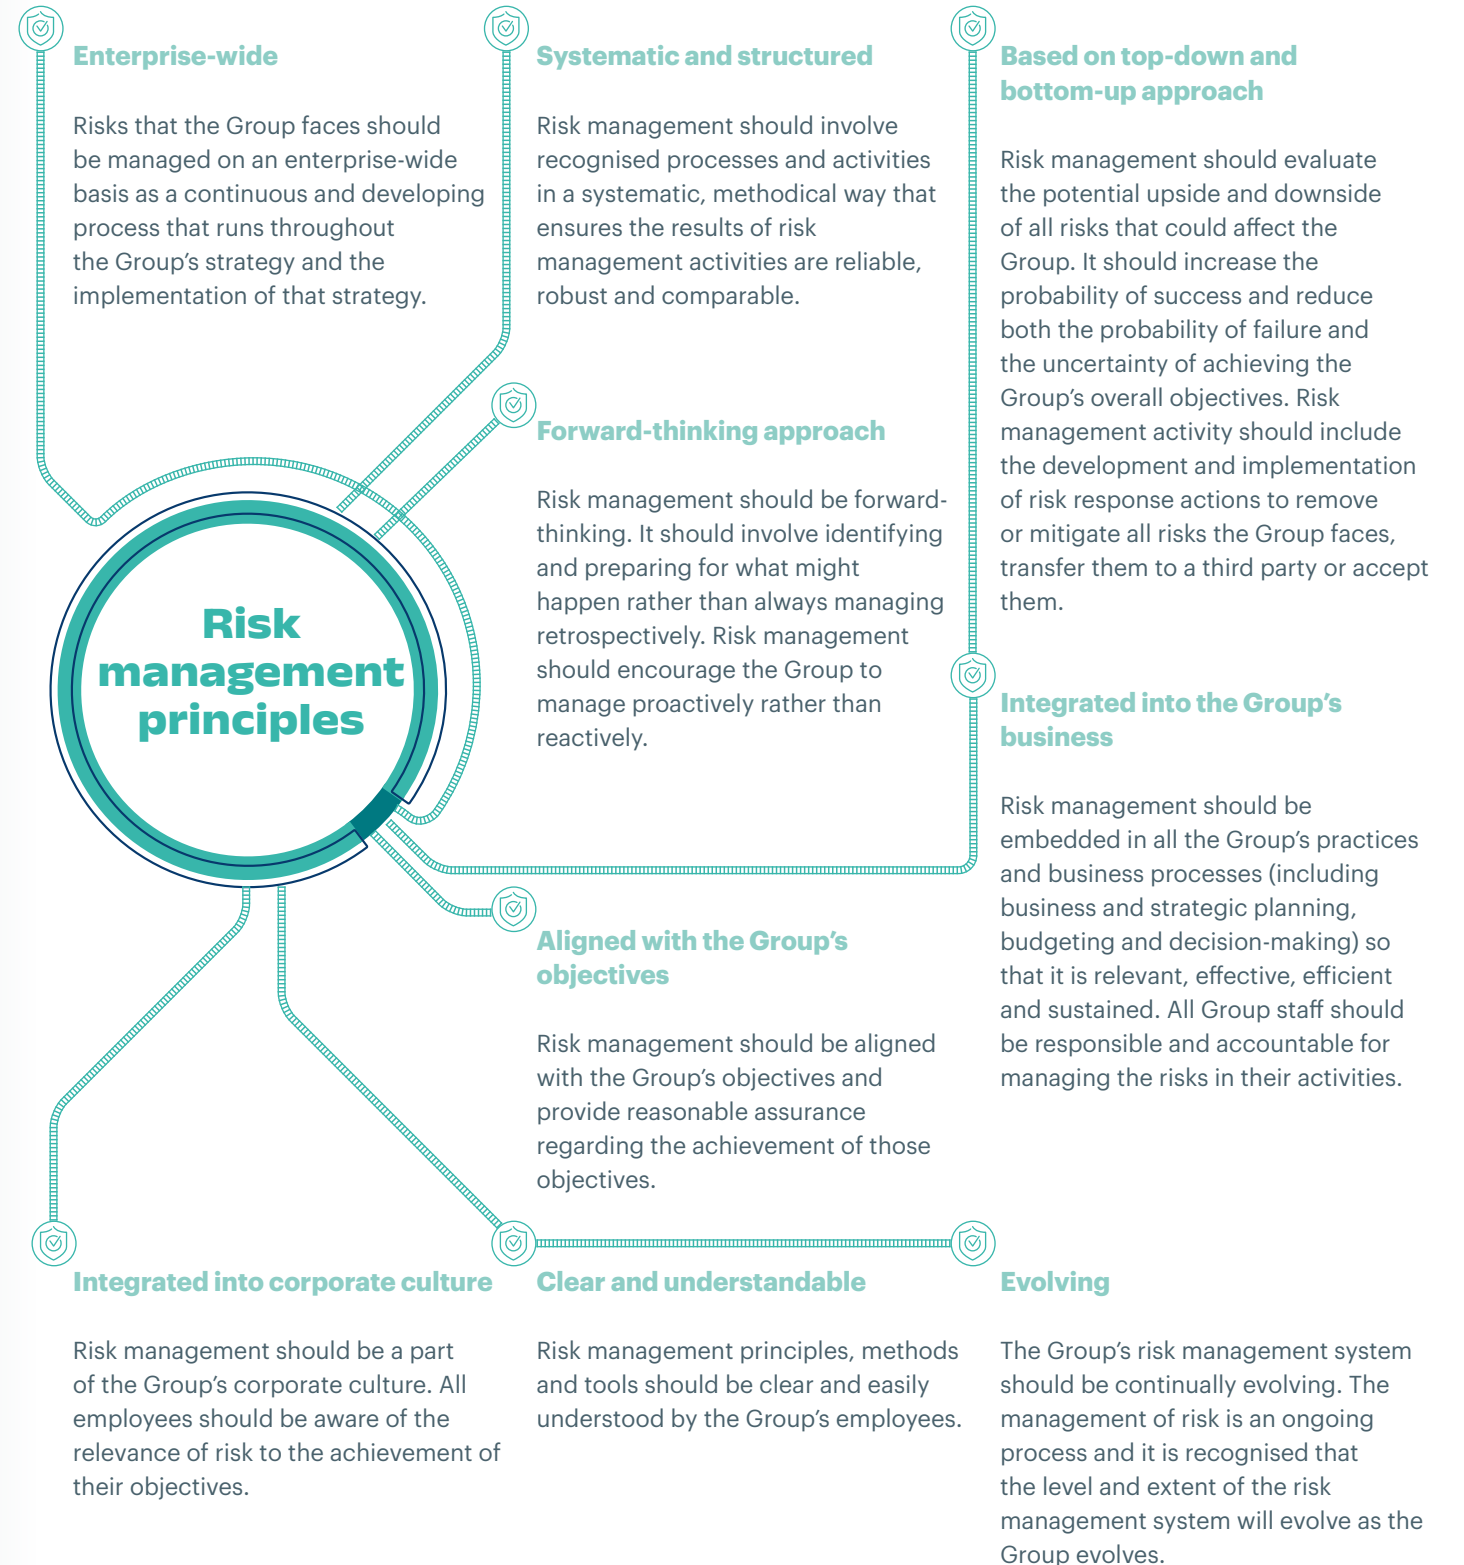 Enterprise-wide
Risks that the Group faces should
be managed on an enterprise-wide
basis as a continuous and developing
process that runs throughout
the Group’s strategy and the
implementation of that strategy.
Systematic and structured
Risk management should involve
recognised processes and activities
in a systematic, methodical way that
ensures the results of risk
management activities are reliable,
robust and comparable.
Based on top-down and
bottom-up approach
Risk management should evaluate
the potential upside and downside
of all risks that could affect the
Group. It should increase the
probability of success and reduce
both the probability of failure and
the uncertainty of achieving the
Group’s overall objectives. Risk
management activity should include
the development and implementation
of risk response actions to remove
or mitigate all risks the Group faces,
transfer them to a third party or accept
them.
Forward-thinking approach
Risk management should be forward-
thinking. It should involve identifying
and preparing for what might
happen rather than always managing
retrospectively. Risk management
should encourage the Group to
manage proactively rather than
reactively.
Risk
management
principles
Integrated into the Group’s
business
Risk management should be
embedded in all the Group’s practices
and business processes (including
business and strategic planning,
budgeting and decision-making) so
that it is relevant, effective, efficient
and sustained. All Group staff should
be responsible and accountable for
managing the risks in their activities.
Aligned with the Group’s
objectives
Risk management should be aligned
with the Group’s objectives and
provide reasonable assurance
regarding the achievement of those
objectives.
Integrated into corporate culture
Risk management should be a part
of the Group’s corporate culture. All
employees should be aware of the
relevance of risk to the achievement of
their objectives.
Clear and understandable
Risk management principles, methods
and tools should be clear and easily
understood by the Group’s employees.
Evolving
The Group’s risk management system
should be continually evolving. The
management of risk is an ongoing
process and it is recognised that
the level and extent of the risk
management system will evolve as the
Group evolves.